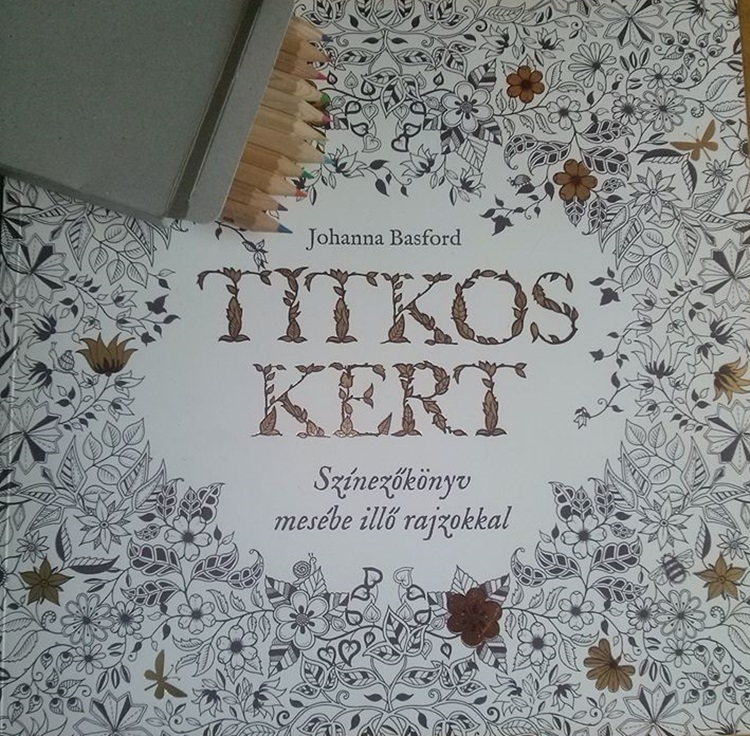 Johanna Basford
TITKOS
KERT
Színezőkönyv
mesébe illő rajzokkal